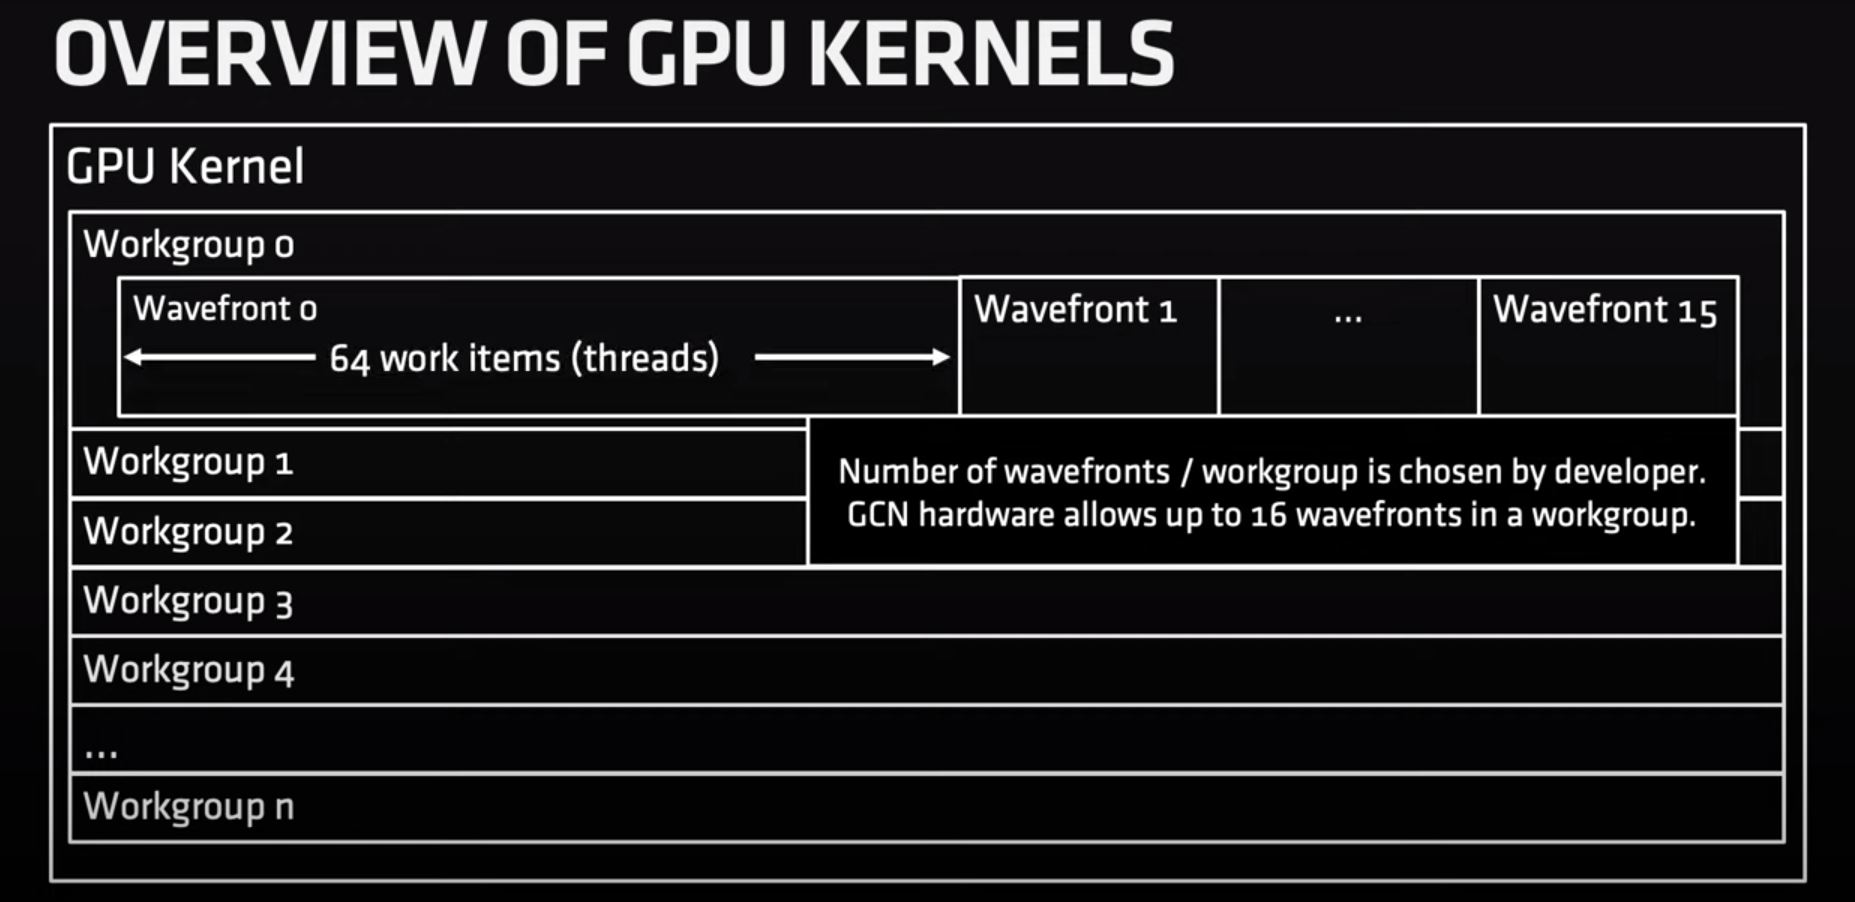 OVERVIEW OF GPU KERNELS
GPU Kernel
Workgroup 0
Wavefront 0
64 work items (threads)
Wavefront 1
...
Wavefront 15
Workgroup 1
Number of wavefronts / workgroup is chosen by developer.
GCN hardware allows up to 16 wavefronts in a workgroup.
Workgroup 2
Workgroup 3
Workgroup 4
...
Workgroup n